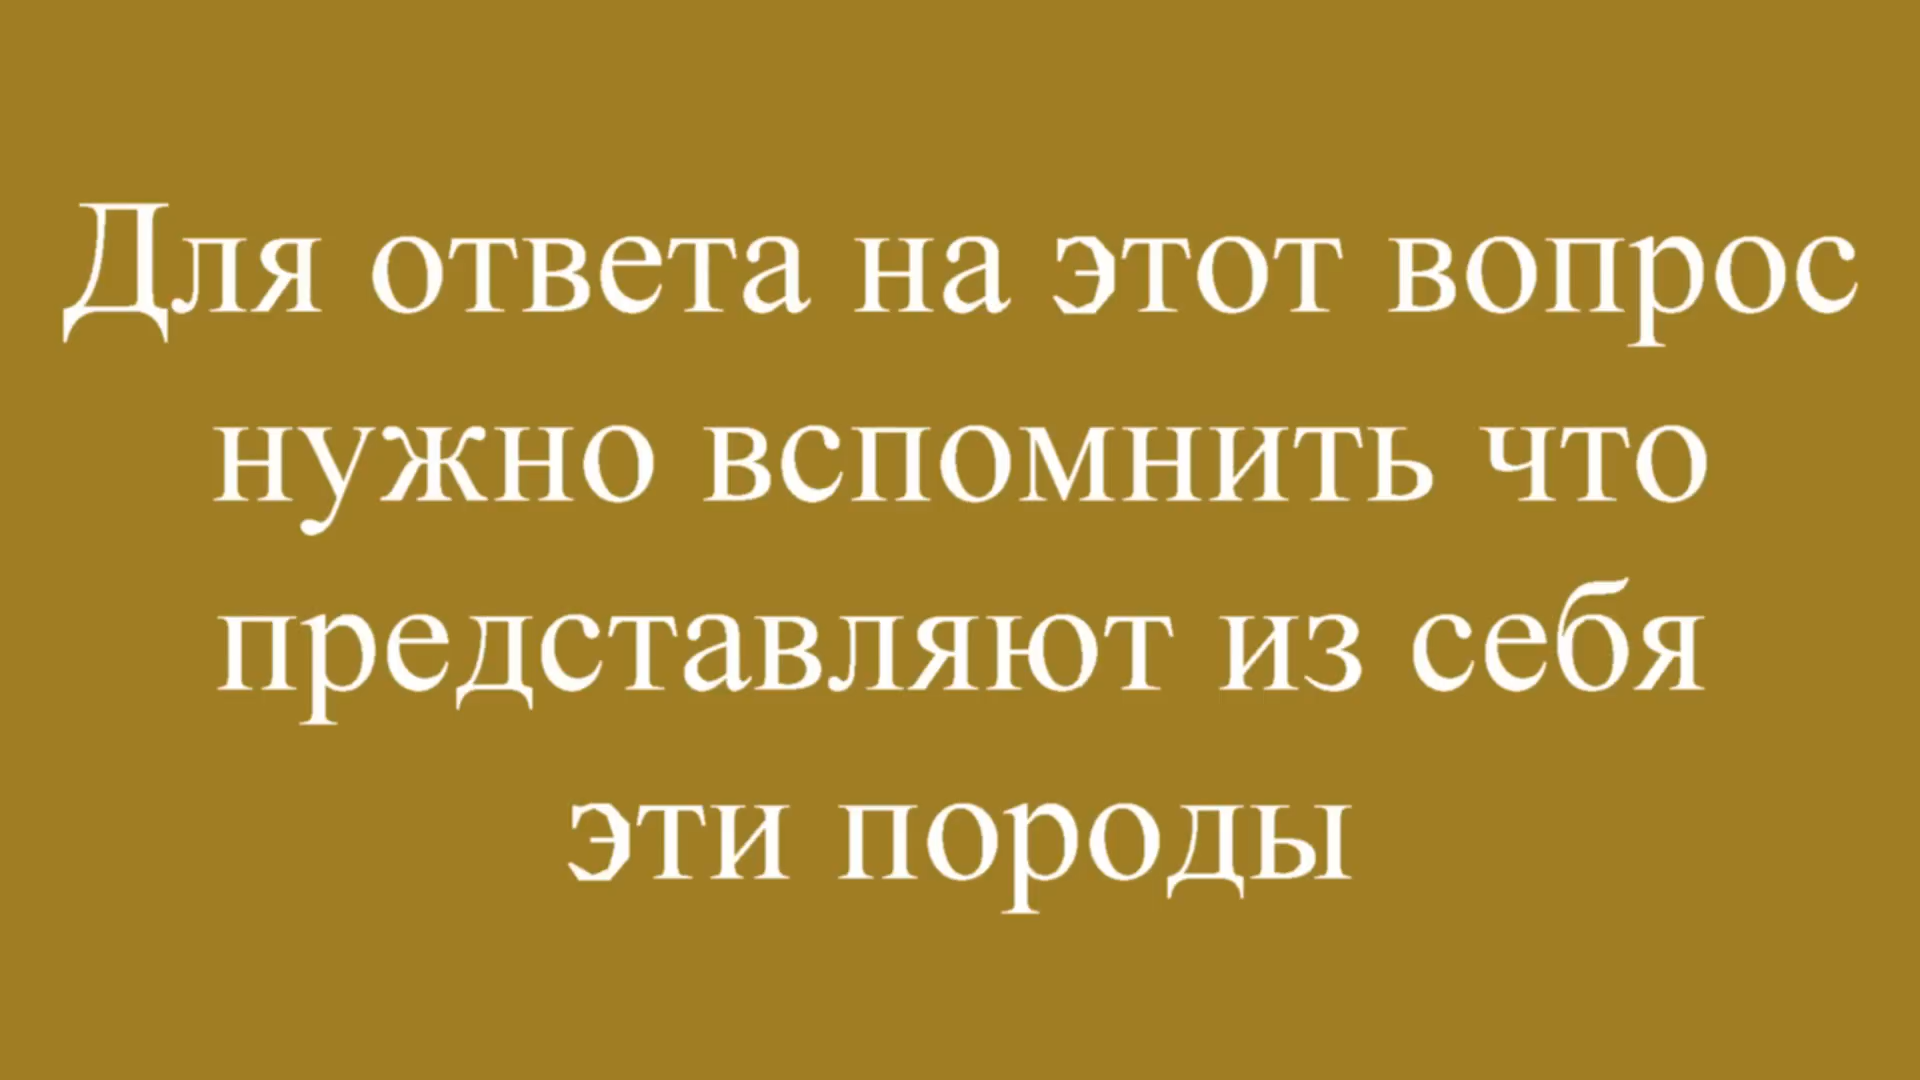 Для ответа на этот вопрос
нужно вспомнить что
представляют из себя
эти породы